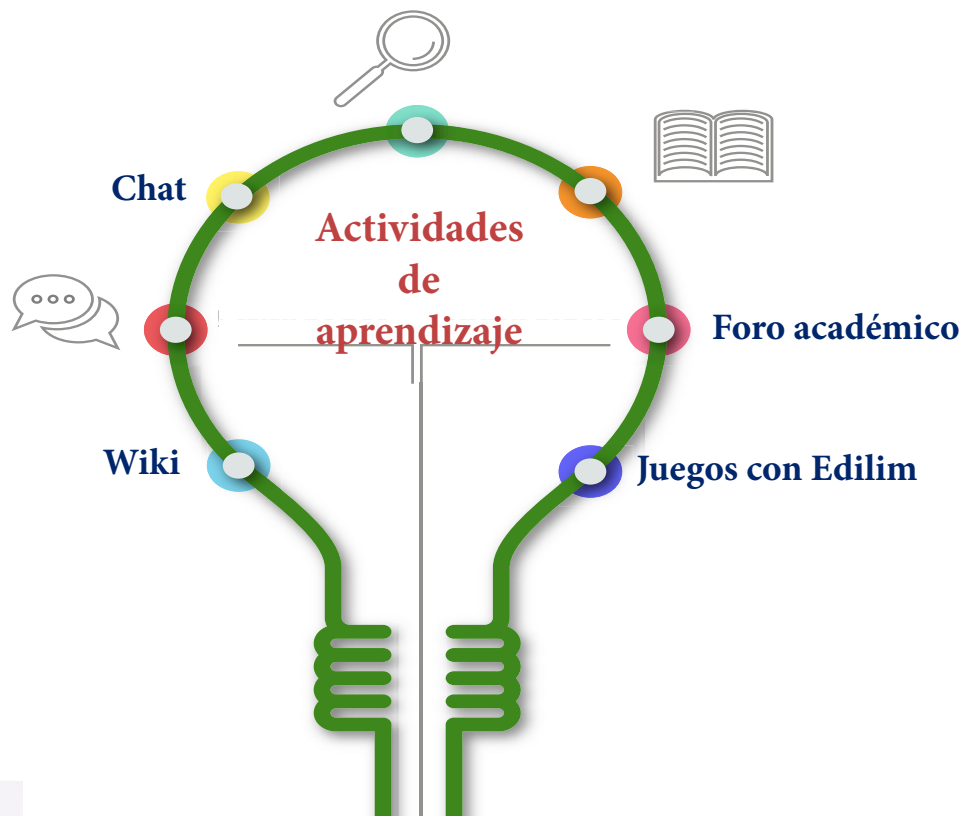 Chat
Actividades
de
aprendizaje
Foro académico
Wiki
Juegos con Edilim